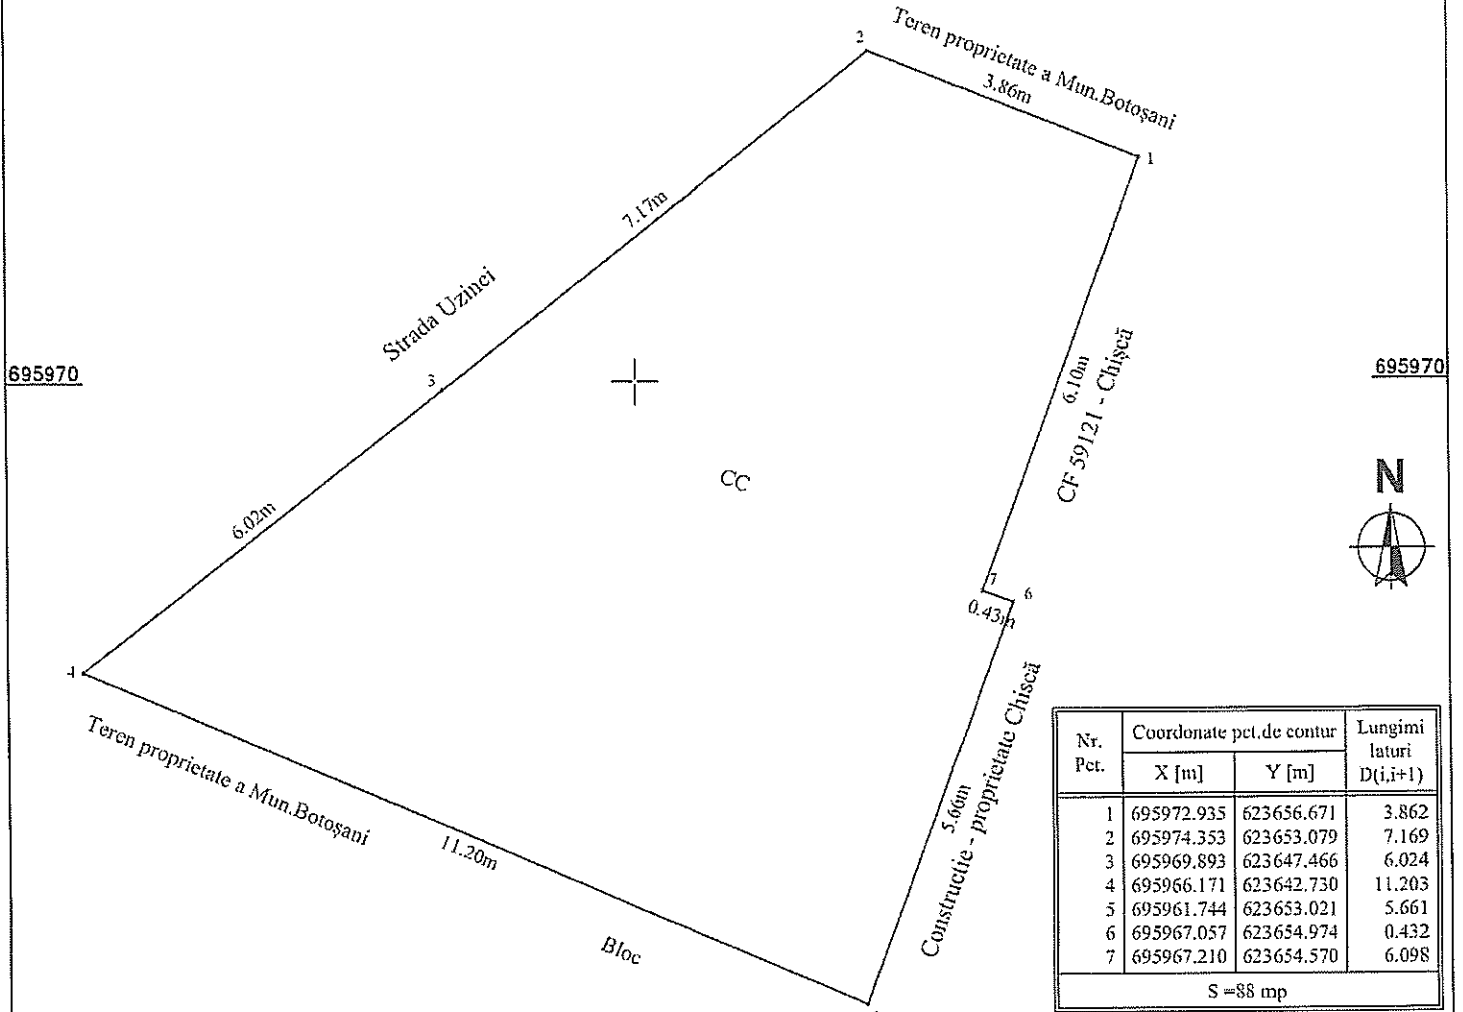 Teren proprietate a Mun.Botoșani
2
3.86m
1
7.17m
Strada Uzinei
3
695970
695970
6.10m
CF 59121 - Chișcă
CC
N
6.02m
7
6
0.43m
4
Teren proprietate a Mun.Botoșani
11.20m
Bloc
5.66m
Constructie - proprietate Chiscă
Nr. Pct.
Coordonate pct.de contur
Lungimi laturi D(i,i+1)
X [m] Y [m]
1 695972.935 623656.671 3.862
2 695974.353 623653.079 7.169
3 695969.893 623647.466 6.024
4 695966.171 623642.730 11.203
5 695961.744 623653.021 5.661
6 695967.057 623654.974 0.432
7 695967.210 623654.570 6.098
S =88 mp